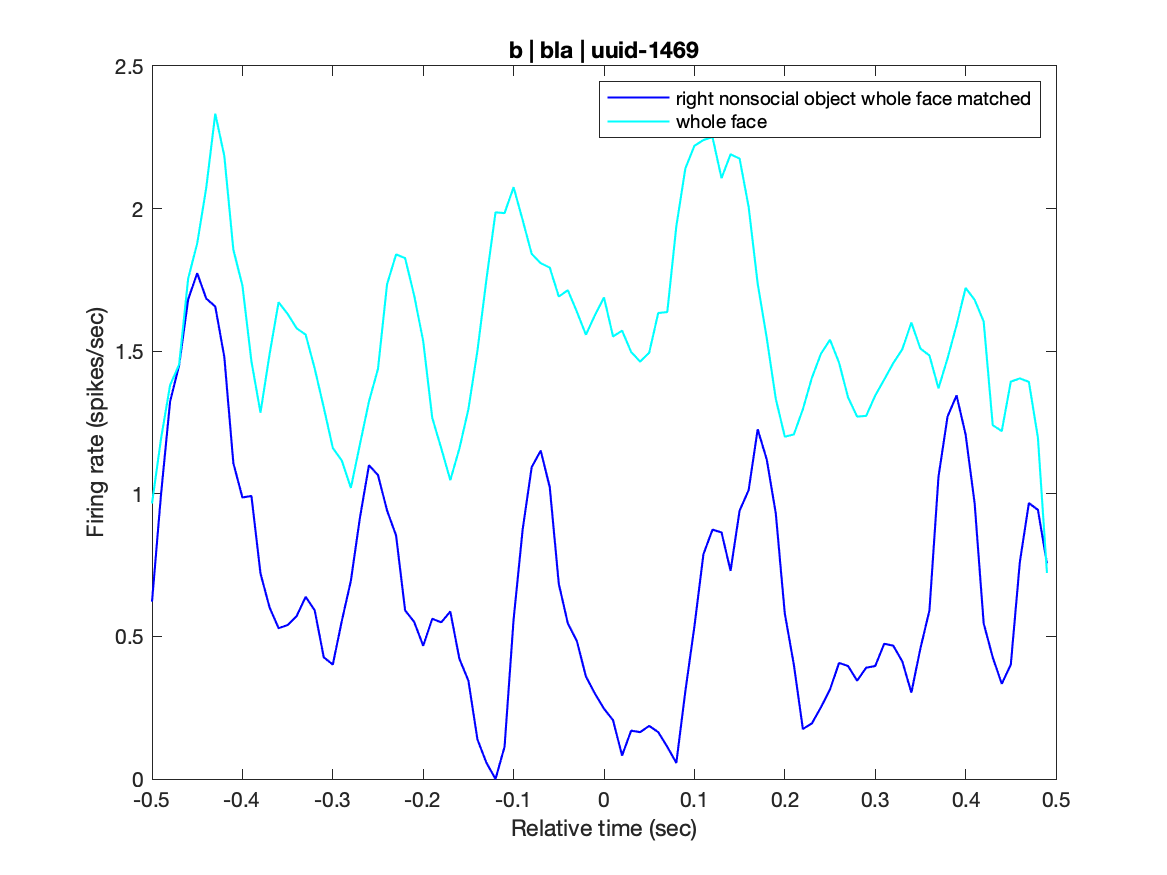 b | bla | uuid-1469
right nonsocial object whole face matched
whole face
2.5
2
1.5
1
0.5
0
Firing rate (spikes/sec)
-0.5 -0.4 -0.3 -0.2 -0.1 0 0.1 0.2 0.3 0.4 0.5
Relative time (sec)